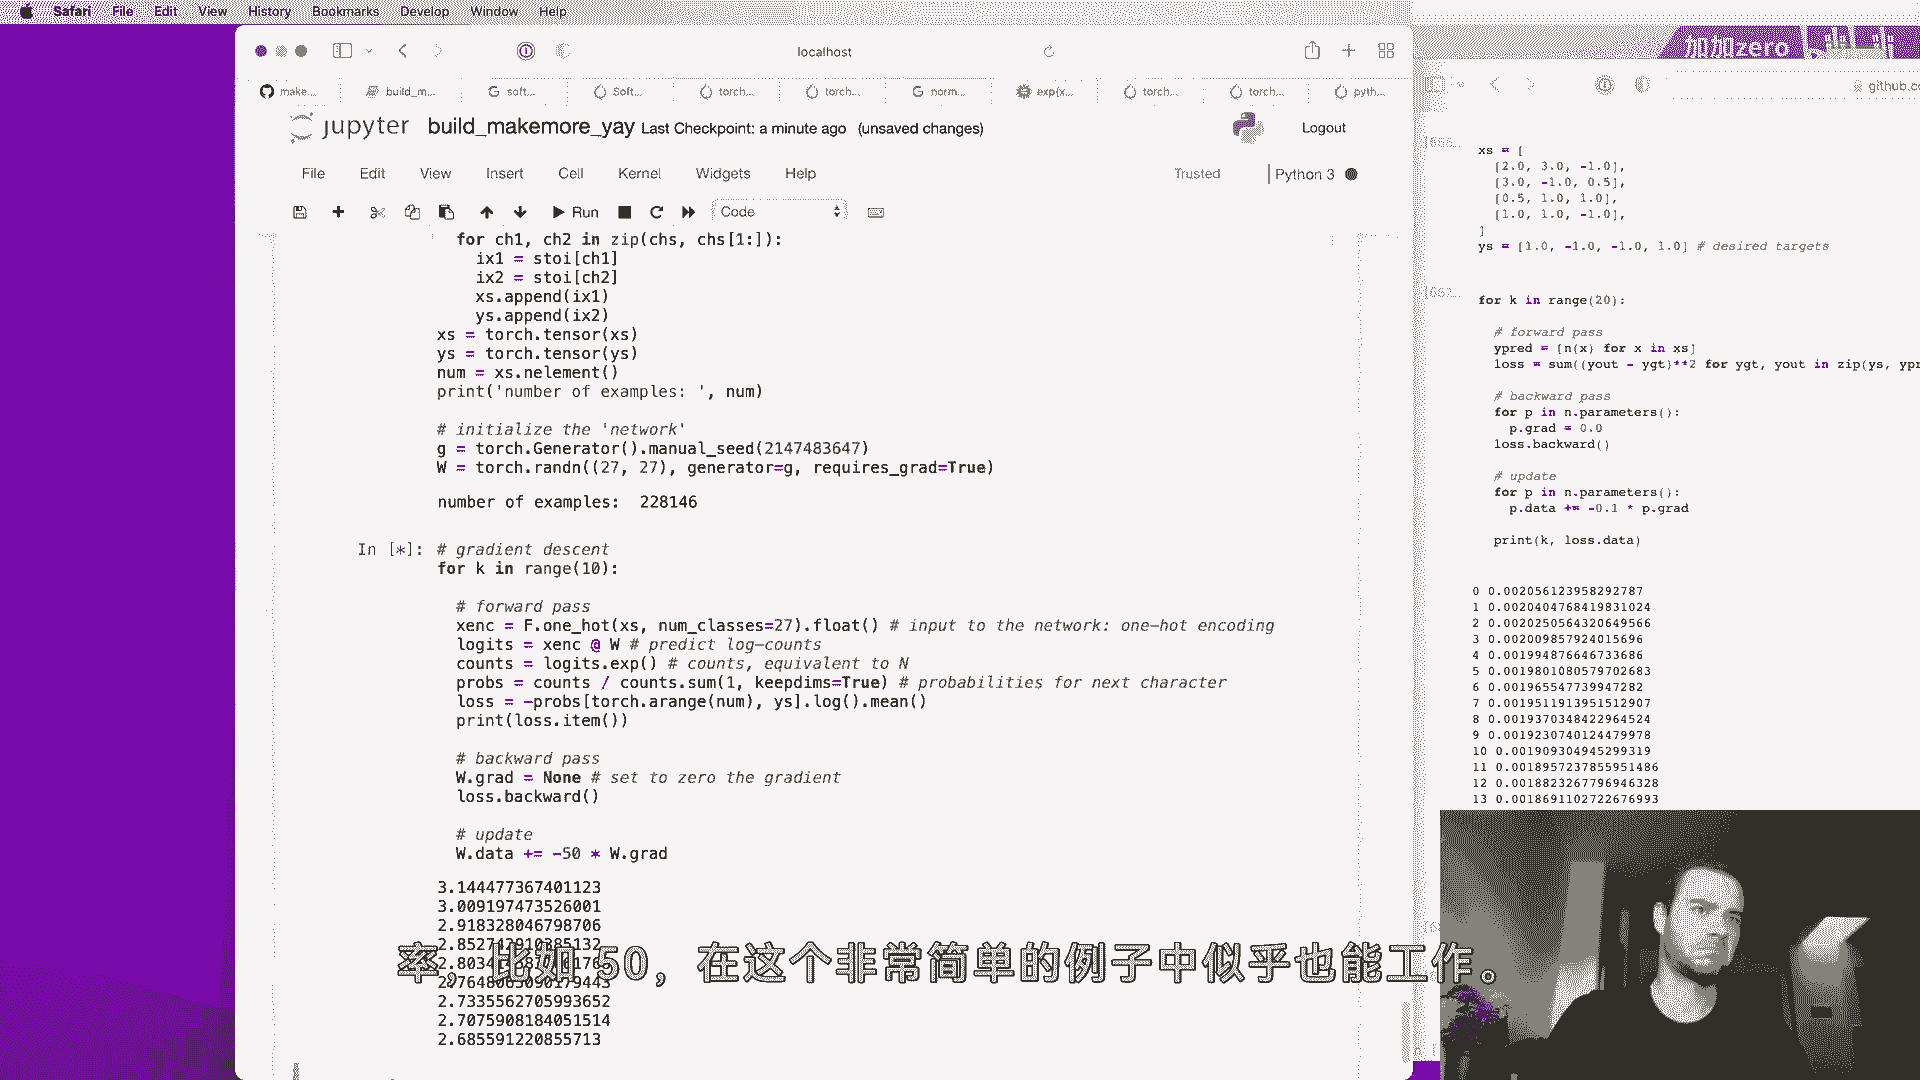 Safari File Edit View History Bookmarks Develop Window Help
加加zero
localhost
make... build_m... soft... Soft... torch... torch... norm... exp(x... torch... torch... pyth...
jupyter build_makemore_yay Last Checkpoint: a minute ago (unsaved changes) Logout
File Edit View Insert Cell Kernel Widgets Help Trusted Python 3
Run Code
for ch1, ch2 in zip(chs, chs[1:]):
ix1 = stoi[ch1]
ix2 = stoi[ch2]
xs.append(ix1)
ys.append(ix2)
xs = torch.tensor(xs)
ys = torch.tensor(ys)
num = xs.nelement()
print('number of examples: ', num)
# initialize the 'network'
g = torch.Generator().manual_seed(2147483647)
W = torch.randn((27, 27), generator=g, requires_grad=True)
number of examples: 228146
In [*]: # gradient descent
for k in range(10):
# forward pass
xenc = F.one_hot(xs, num_classes=27).float() # input to the network: one-hot encoding
logits = xenc @ W # predict log-counts
counts = logits.exp() # counts, equivalent to N
probs = counts / counts.sum(1, keepdims=True) # probabilities for next character
loss = -probs[torch.arange(num), ys].log().mean()
print(loss.item())
# backward pass
W.grad = None # set to zero the gradient
loss.backward()
# update
W.data += -50 * W.grad
3.144477367401123
3.009197473526001
2.918328046798706
2.73355562705993652
2.7075908184051514
2.685591220855713
率，比如 50，在这个非常简单的例子中似乎也能工作。
github.co
xs = [
[2.0, 3.0, -1.0],
[3.0, -1.0, 0.5],
[0.5, 1.0, 1.0],
[1.0, 1.0, -1.0],
]
ys = [1.0, -1.0, -1.0, 1.0] # desired targets
for k in range(20):
# forward pass
ypred = [n(x) for x in xs]
loss = sum((yout - ygt)**2 for ygt, yout in zip(ys, ypr
# backward pass
for p in n.parameters():
p.grad = 0.0
loss.backward()
# update
for p in n.parameters():
p.data += -0.1 * p.grad
print(k, loss.data)
0 0.002056123958292787
1 0.0020404768419831024
2 0.0020250564320649566
3 0.002009857924015696
4 0.001994876646733686
5 0.0019801080579702683
6 0.001965547739947282
7 0.0019511913951512907
8 0.0019370348422964524
9 0.0019230740124479978
10 0.001909304945299319
11 0.0018957237855951486
12 0.0018823267796946328
13 0.0018691102722676993